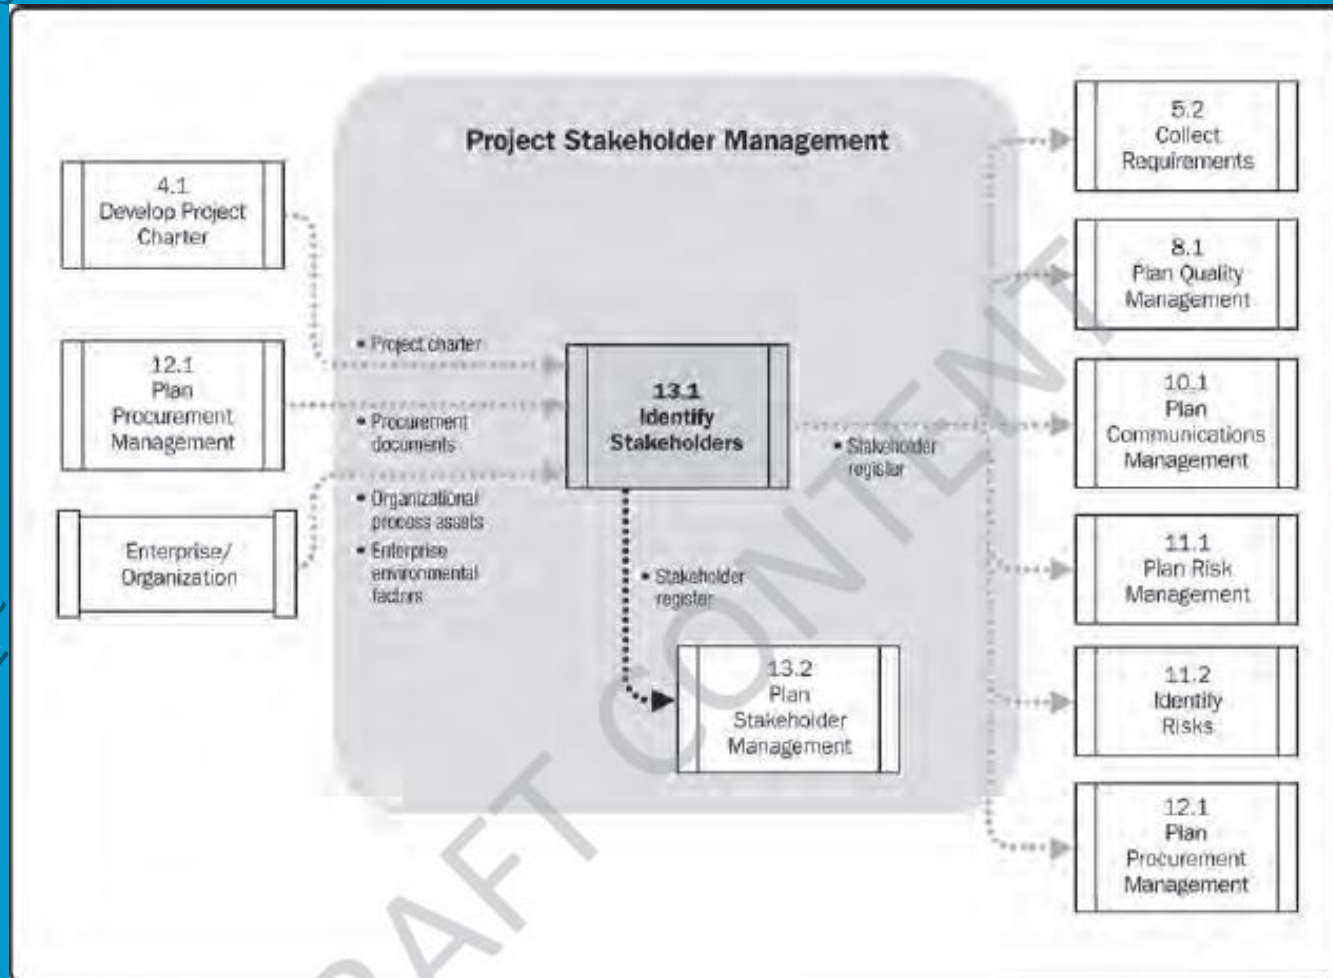 Project Stakeholder Management
4.1
Develop Project
Charter
12.1
Plan
Procurement
Management
Enterprise/
Organization
• Project charter
• Procurement
documents
• Organizational
process assets
• Enterprise
environmental
factors
13.1
Identify
Stakeholders
• Stakeholder
register
• Stakeholder
register
13.2
Plan
Stakeholder
Management
5.2
Collect
Requirements
8.1
Plan Quality
Management
10.1
Plan
Communications
Management
11.1
Plan Risk
Management
11.2
Identify
Risks
12.1
Plan
Procurement
Management
RAFT CONTENT